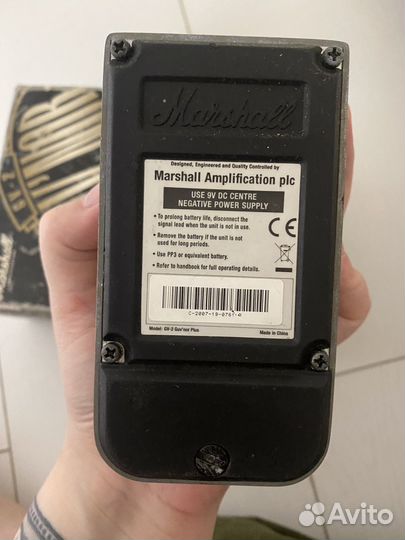 Marshall
Designed, Engineered and Quality Controlled by
Marshall Amplification plc
USE 9V DC CENTRE
NEGATIVE POWER SUPPLY
• To prolong battery life, disconnect the
signal lead when the unit is not in use.
• Remove the battery if the unit is not
used for long periods.
• Use PP3 or equivalent battery.
• Refer to handbook for full operating details.
CE
Model: GV-2 Guv'nor Plus
Made in China
Avito